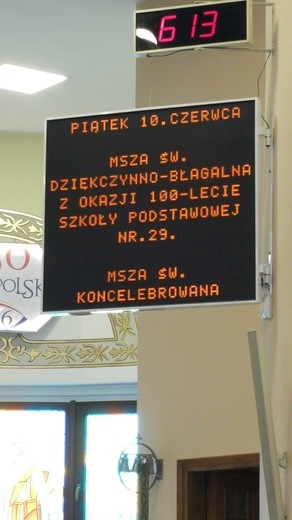 613
PIĄTEK 10.CZERWCA
MSZA ŚW.
DZIĘKCZYNNO-BŁAGALNA
Z OKAZJI 100-LECIE
SZKOŁY PODSTAWOWEJ
NR.29.
MSZA ŚW.
KONCELEBROWANA